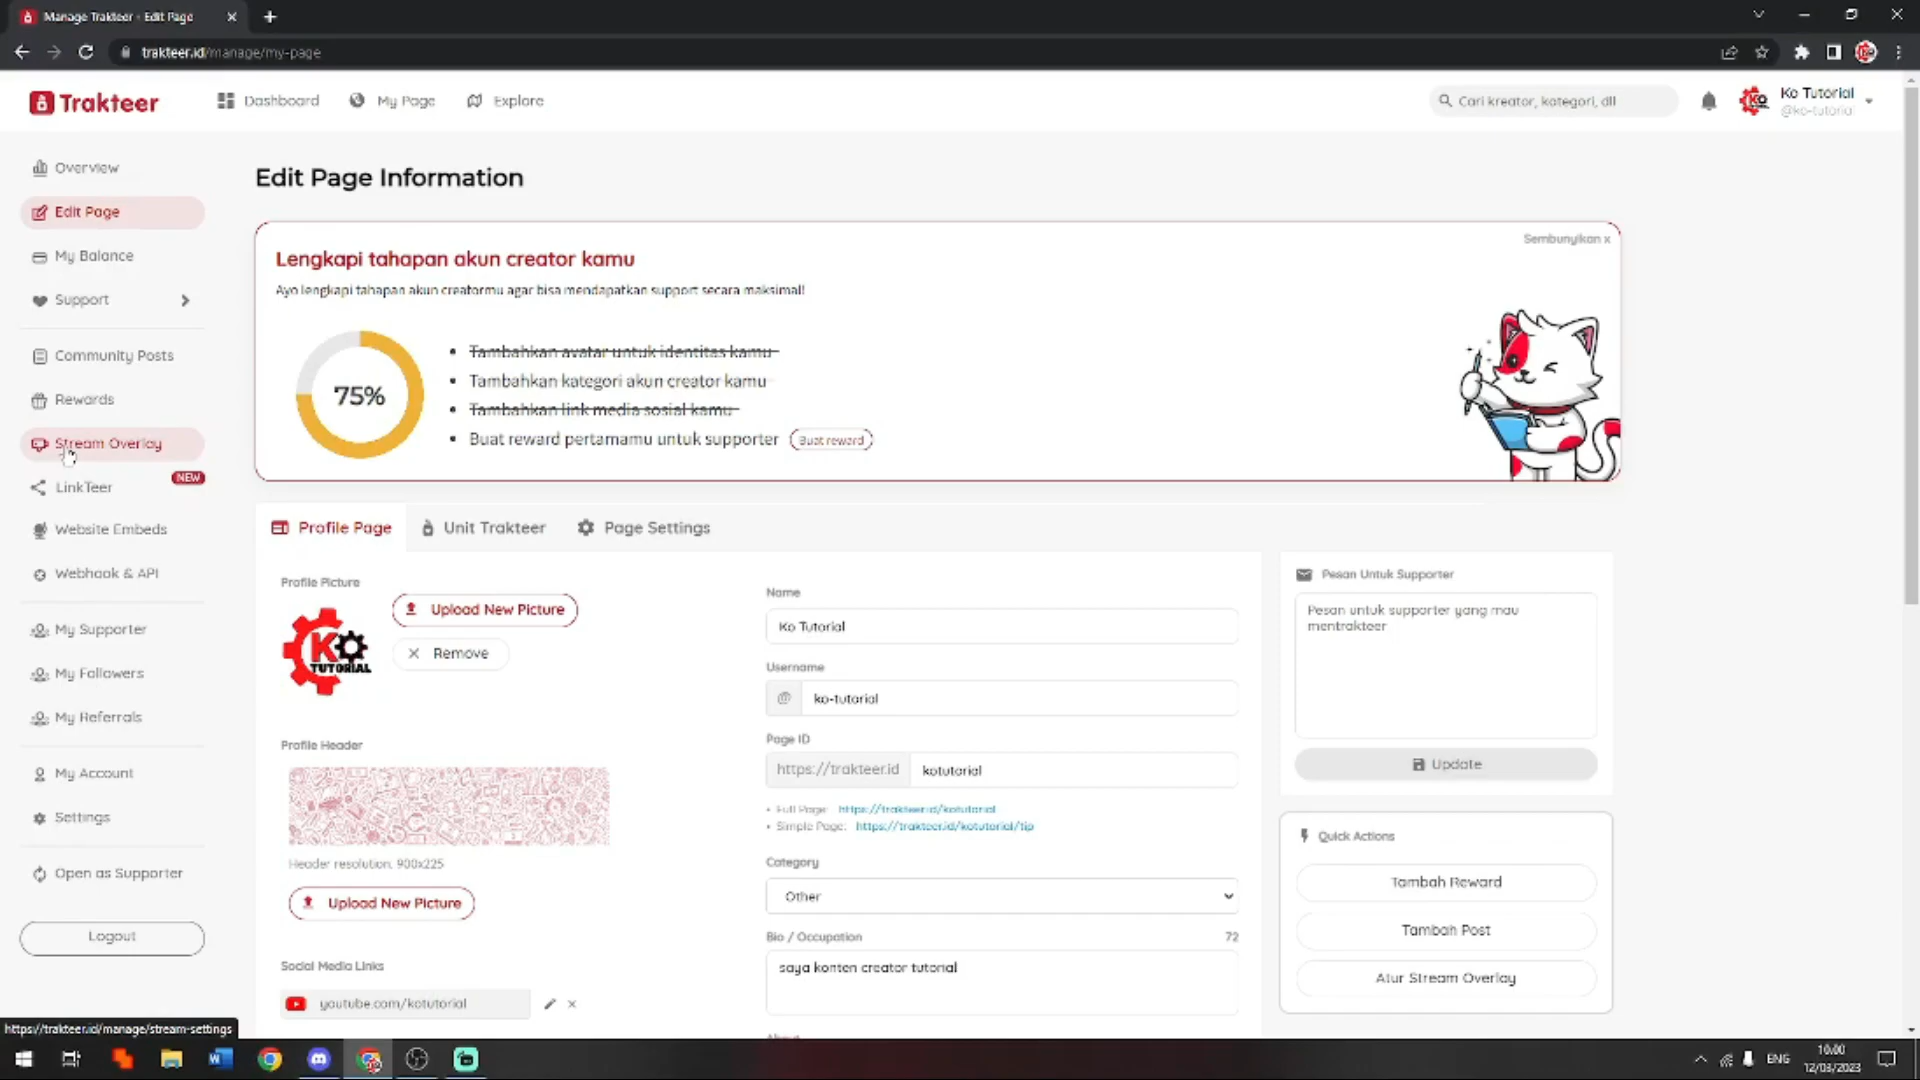 Manage Trakteer - Edit Page
trakteer.id/manage/my-page
Trakteer
Dashboard
My Page
Explore
Cari kreator, kategori, dll
Ko Tutorial
@ko-tutorial
Overview
Edit Page
My Balance
Support
Community Posts
Rewards
Stream Overlay
LinkTeer
NEW
Website Embeds
Webhook & API
My Supporter
My Followers
My Referrals
My Account
Settings
Open as Supporter
Logout
Edit Page Information
Sembunyikan x
Lengkapi tahapan akun creator kamu
Ayo lengkapi tahapan akun creatormu agar bisa mendapatkan support secara maksimal!
75%
• Tambahkan avatar untuk identitas kamu
• Tambahkan kategori akun creator kamu
• Tambahkan link media sosial kamu
• Buat reward pertamamu untuk supporter
Buat reward
Profile Page
Unit Trakteer
Page Settings
Profile Picture
Upload New Picture
KO TUTORIAL
Remove
Profile Header
Header resolution, 900x225
Upload New Picture
Social Media Links
youtube.com/kotutorial
Name
Ko Tutorial
Username
@ ko-tutorial
Page ID
https://trakteer.id kotutorial
• Full Page: https://trakteer.id/kotutorial
• Simple Page: https://trakteer.id/kotutorial/tip
Category
Other
Bio / Occupation 72
saya konten creator tutorial
About
Pesan Untuk Supporter
Pesan untuk supporter yang mau
mentrakteer
Update
Quick Actions
Tambah Reward
Tambah Post
Atur Stream Overlay
https://trakteer.id/manage/stream-settings
ENG
10.00
12/03/2023